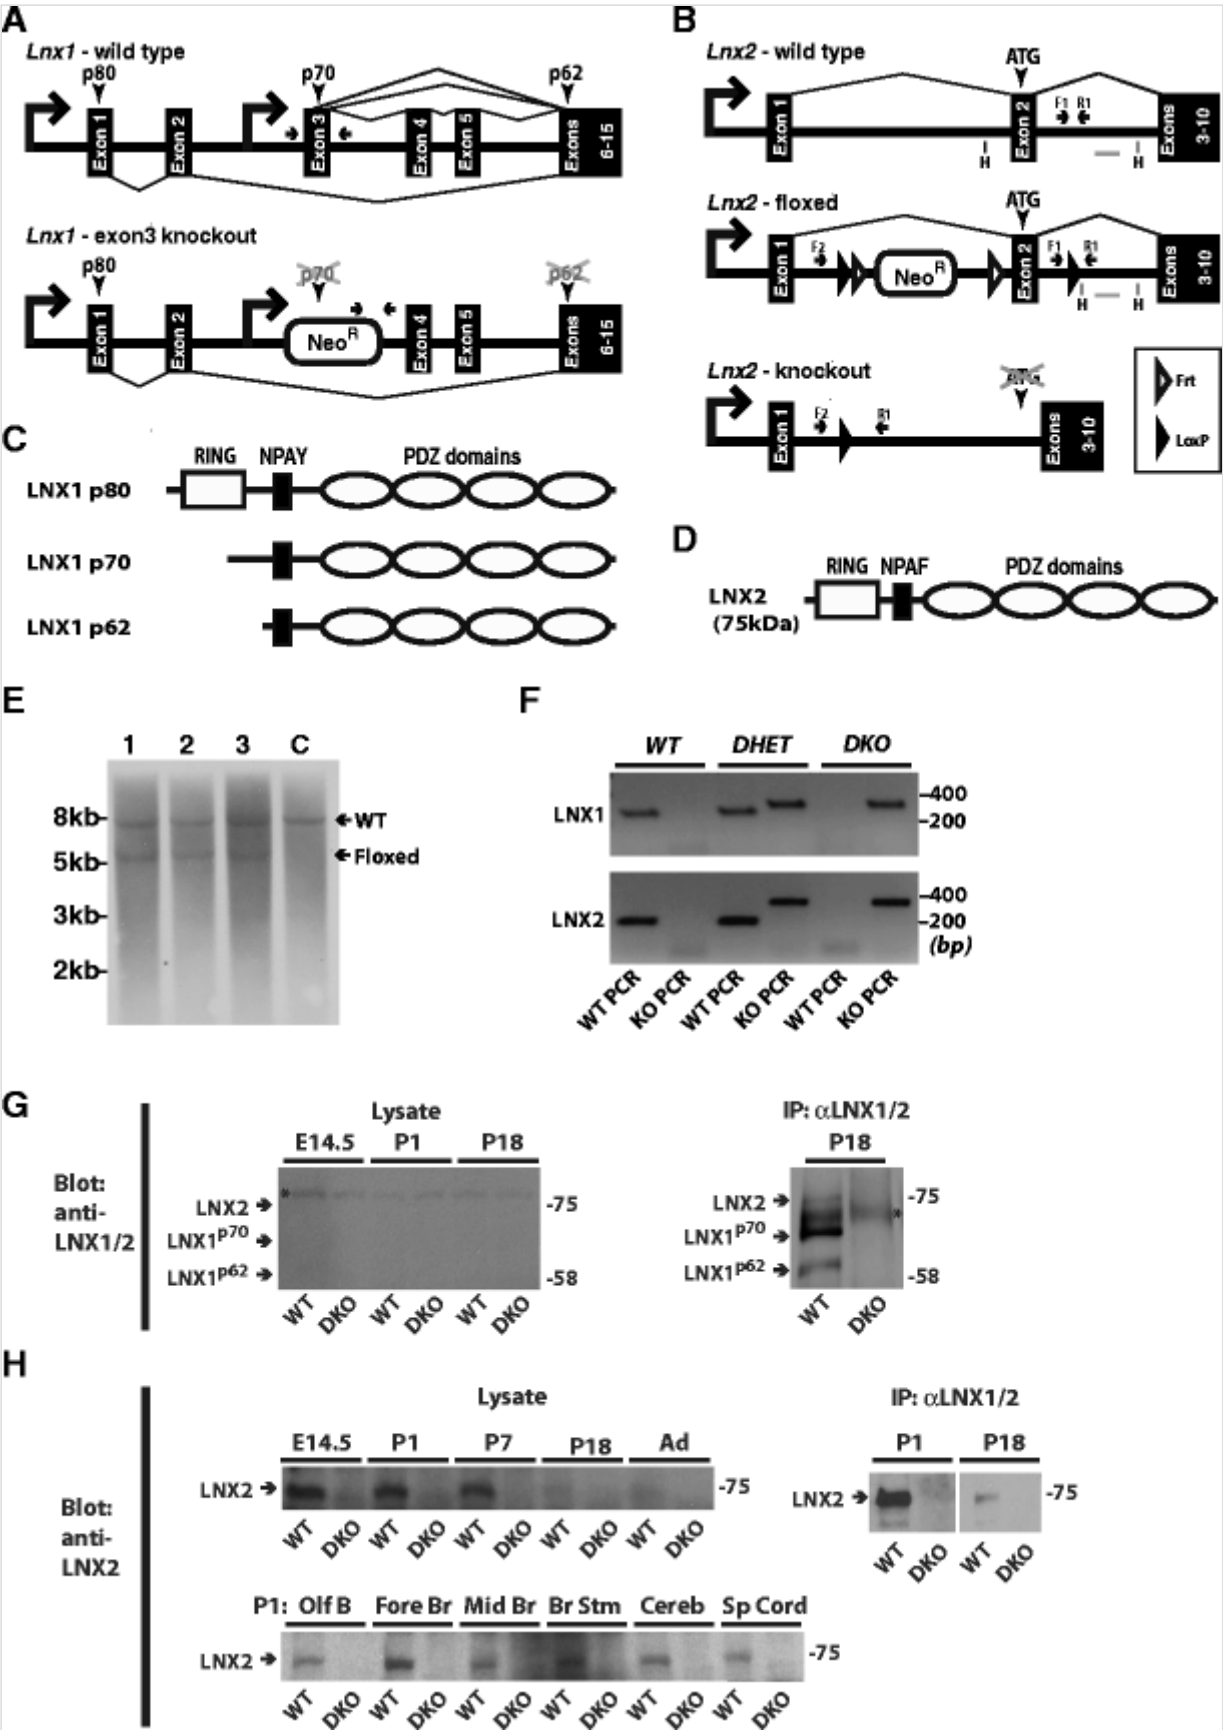 A
Lnx1 - wild type
p80
p70
p62
Exon 1
Exon 2
Exon 3
Exon 4
Exon 5
Exons
6-15
Lnx1 - exon3 knockout
p80
p70
p62
Exon 1
Exon 2
Neo^R
Exon 4
Exon 5
Exons
6-15
B
Lnx2 - wild type
ATG
Exon 1
Exon 2
F1 R1
Exons
3-10
H
H
Lnx2 - floxed
ATG
Exon 1
F2
Neo^R
Exon 2
F1
R1
Exons
3-10
H
H
Lnx2 - knockout
ATG
Exon 1
F2
R1
Exons
3-10
Frt
LoxP
C
RING NPAY PDZ domains
LNX1 p80
LNX1 p70
LNX1 p62
D
RING NPAF PDZ domains
LNX2
(75kDa)
E
1 2 3 C
8kb-
5kb-
3kb-
2kb-
WT
Floxed
F
WT DHET DKO
LNX1
-400
-200
LNX2
-400
-200
(bp)
WT PCR
KO PCR
WT PCR
KO PCR
WT PCR
KO PCR
G
Blot:
anti-
LNX1/2
Lysate
E14.5 P1 P18
*
LNX2
LNX1^p70
LNX1^p62
-75
-58
WT DKO WT DKO WT DKO
IP: αLNX1/2
P18
LNX2
LNX1^p70
LNX1^p62
-75
*
-58
WT DKO
H
Blot:
anti-
LNX2
Lysate
E14.5 P1 P7 P18 Ad
LNX2
-75
WT DKO WT DKO WT DKO WT DKO WT DKO
IP: αLNX1/2
P1 P18
LNX2
-75
WT DKO WT DKO
P1: Olf B Fore Br Mid Br Br Stm Cereb Sp Cord
LNX2
-75
WT DKO WT DKO WT DKO WT DKO WT DKO WT DKO